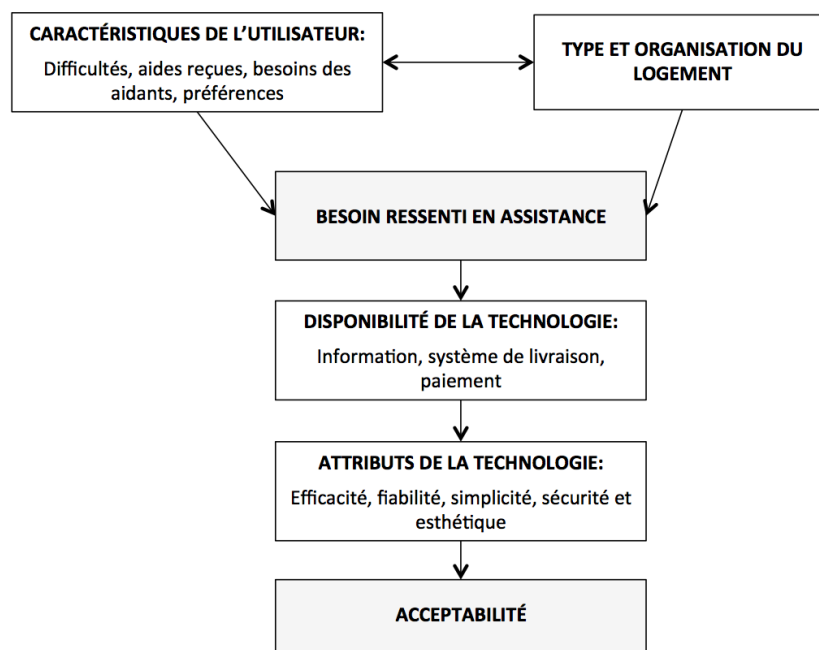 CARACTÉRISTIQUES DE L’UTILISATEUR:
Difficultés, aides reçues, besoins des
aidants, préférences
TYPE ET ORGANISATION DU
LOGEMENT
BESOIN RESSENTI EN ASSISTANCE
DISPONIBILITÉ DE LA TECHNOLOGIE:
Information, système de livraison,
paiement
ATTRIBUTS DE LA TECHNOLOGIE:
Efficacité, fiabilité, simplicité, sécurité et
esthétique
ACCEPTABILITÉ